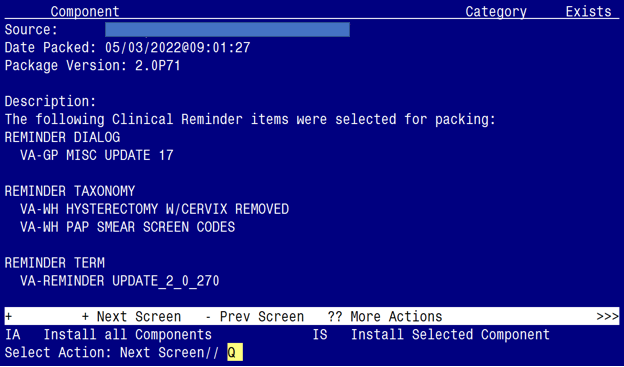 Component Category Exists
Source:
Date Packed: 05/03/2022@09:01:27
Package Version: 2.0P71
Description:
The following Clinical Reminder items were selected for packing:
REMINDER DIALOG
VA-GP MISC UPDATE 17
REMINDER TAXONOMY
VA-WH HYSTERECTOMY W/CERVIX REMOVED
VA-WH PAP SMEAR SCREEN CODES
REMINDER TERM
VA-REMINDER UPDATE_2_0_270
+ + Next Screen - Prev Screen ?? More Actions >>>
IA Install all Components IS Install Selected Component
Select Action: Next Screen// Q